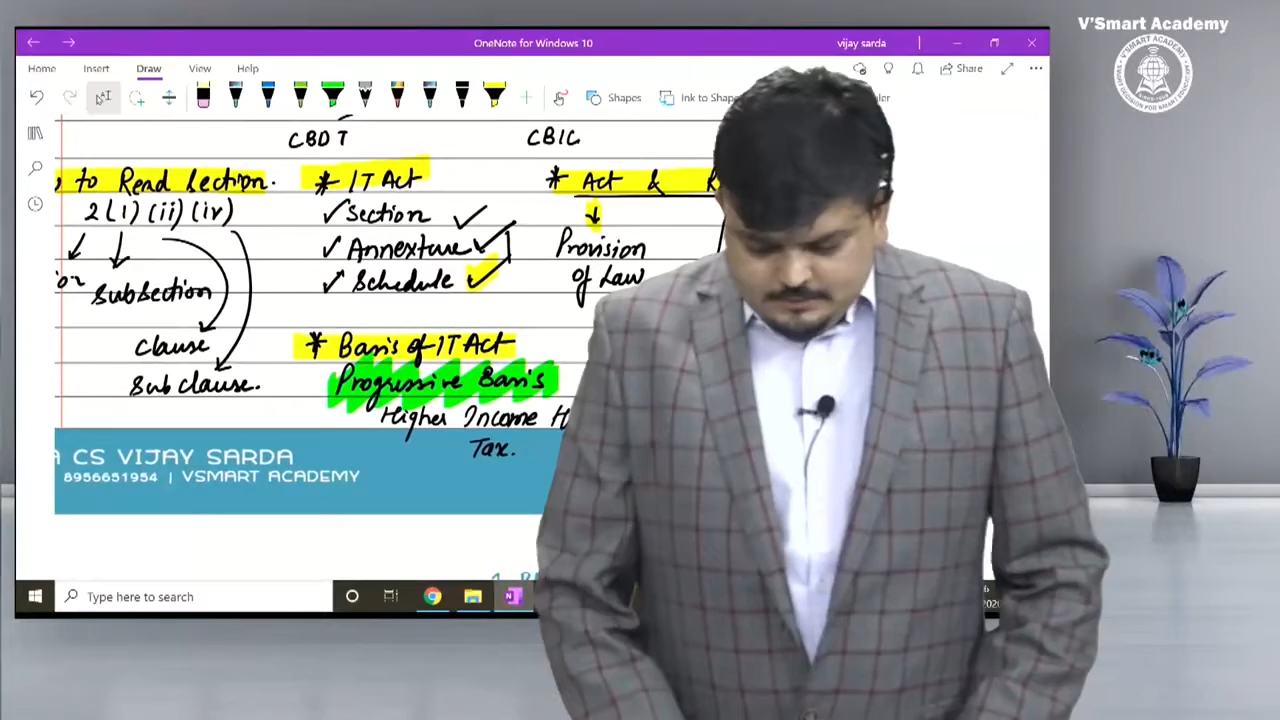 V'Smart Academy
OneNote for Windows 10
vijay sarda
Home Insert Draw View Help
Share
Shapes
Ink to Shape
CBDT CBIC
to Read Section. * IT Act * Act & R
2(1)(ii)(iv) ✓Section ✓
✓ Annexture ✓ Provision
Subsection ✓ Schedule ✓ of Law
clause * Basis of IT Act
Sub clause. Progressive Basis
Higher Income H
Tax.
A CS VIJAY SARDA
8956651954 | VSMART ACADEMY
Type here to search